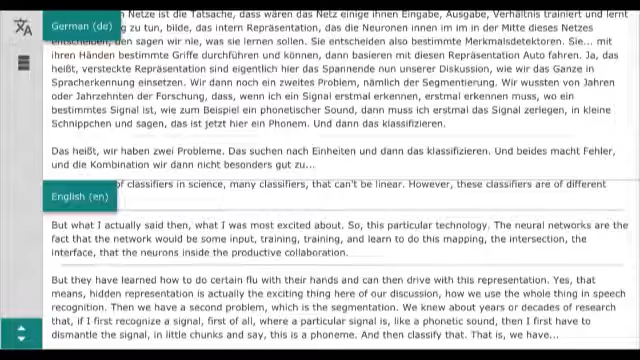 German (de)
Netze ist die Tatsache, dass wären das Netz einige ihnen Eingabe, Ausgabe, Verhältnis trainiert und lernt
zu tun, bilde, das intern Repräsentation, das die Neuronen innen im im in der Mitte dieses Netzes
entscheiden, den sagen wir nie, was sie lernen sollen. Sie entscheiden also bestimmte Merkmalsdetektoren. Sie... mit
ihren Händen bestimmte Griffe durchführen und können, dann basieren mit diesen Repräsentation Auto fahren. Ja, das
heißt, versteckte Repräsentation sind eigentlich hier das Spannende nun unserer Diskussion, wie wir das Ganze in
Spracherkennung einsetzen. Wir dann noch ein zweites Problem, nämlich der Segmentierung. Wir wussten von Jahren
oder Jahrzehnten der Forschung, dass, wenn ich ein Signal erstmal erkennen, erstmal erkennen muss, wo ein
bestimmtes Signal ist, wie zum Beispiel ein phonetischer Sound, dann muss ich erstmal das Signal zerlegen, in kleine
Schnippchen und sagen, das ist jetzt hier ein Phonem. Und dann das klassifizieren.
Das heißt, wir haben zwei Probleme. Das suchen nach Einheiten und dann das klassifizieren. Und beides macht Fehler,
und die Kombination wir dann nicht besonders gut zu...
English (en)
of classifiers in science, many classifiers, that can't be linear. However, these classifiers are of different
But what I actually said then, what I was most excited about. So, this particular technology. The neural networks are the
fact that the network would be some input, training, training, and learn to do this mapping, the intersection, the
interface, that the neurons inside the productive collaboration.
But they have learned how to do certain flu with their hands and can then drive with this representation. Yes, that
means, hidden representation is actually the exciting thing here of our discussion, how we use the whole thing in speech
recognition. Then we have a second problem, which is the segmentation. We knew about years or decades of research
that, if I first recognize a signal, first of all, where a particular signal is, like a phonetic sound, then I first have to
dismantle the signal, in little chunks and say, this is a phoneme. And then classify that. That is, we have...